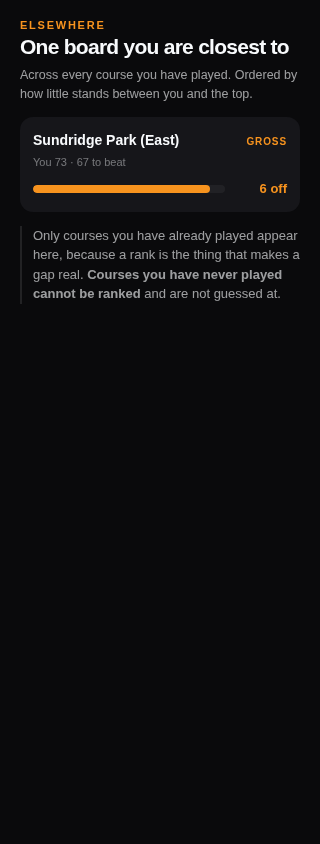 ELSEWHERE
One board you are closest to
Across every course you have played. Ordered by
how little stands between you and the top.
Sundridge Park (East)
GROSS
You 73 · 67 to beat
6 off
Only courses you have already played appear
here, because a rank is the thing that makes a
gap real. Courses you have never played
cannot be ranked and are not guessed at.